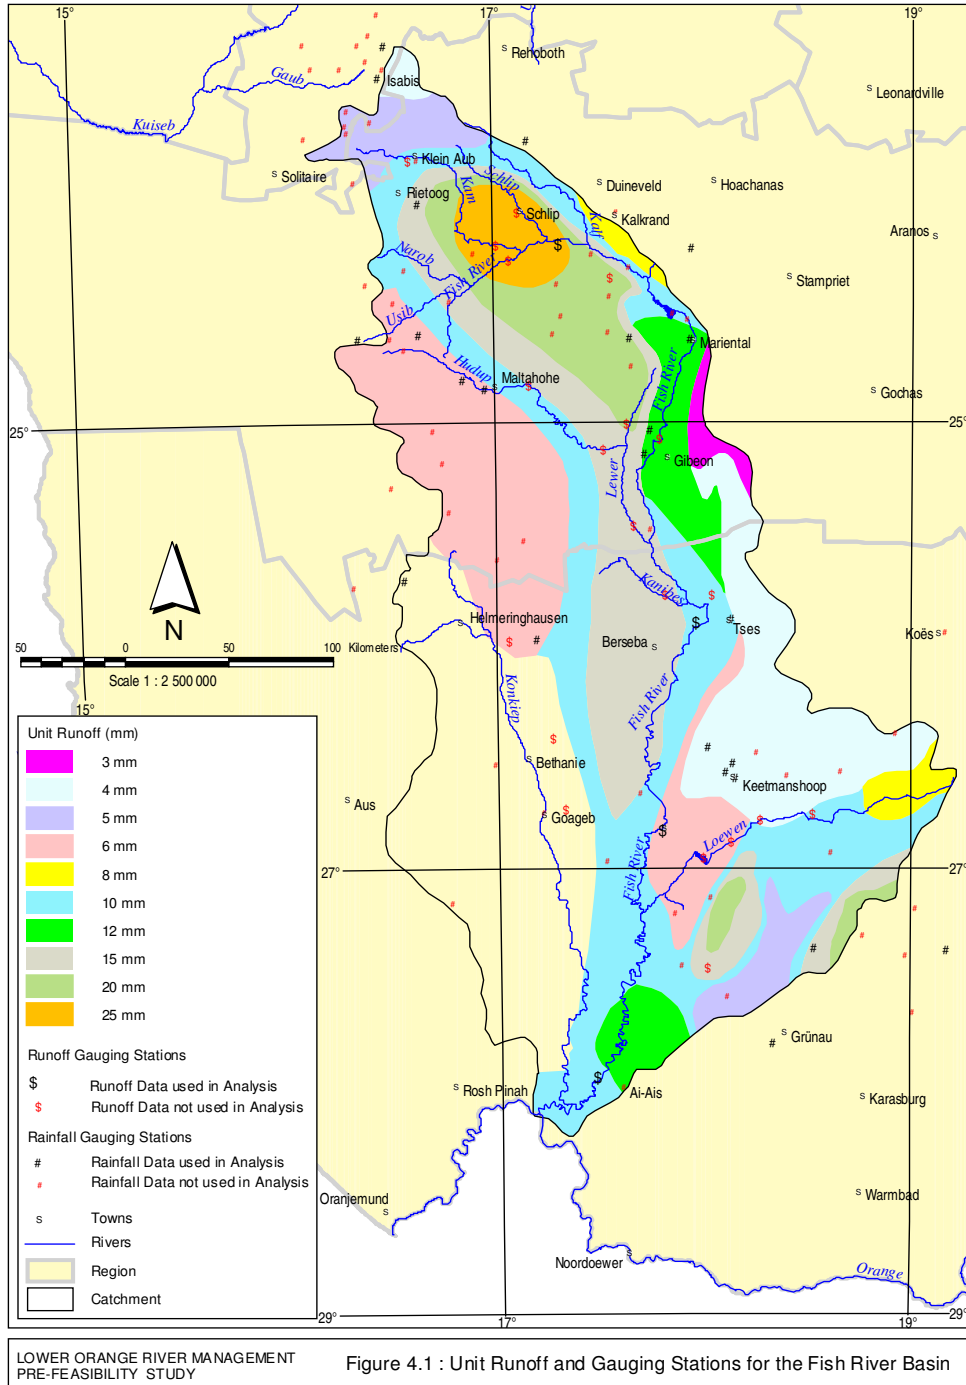 15°
17°
19°
Rehoboth
Gaub
Isabis
Leonardville
Kuiseb
Klein Aub
Solitaire
Schlip
Duineveld
Hoachanas
Rietoog
Kam
Schlip
Kalkrand
Kalf
Aranos
Narob
Fish River
Stampriet
Usib
Mariental
Hudup
Maltahohe
Fish River
Gochas
25°
25°
Gibeon
Lewer
Kanibes
Helmeringhausen
Tses
Koës
N
Berseba
50 0 50 100
Kilometers
Scale 1 : 2 500 000
Konkiep
Fish River
15°
Bethanie
Keetmanshoop
Aus
Goageb
Loewen
Fish River
27°
27°
Grünau
Rosh Pinah
Ai-Ais
Karasburg
Oranjemund
Warmbad
Noordoewer
Orange
29°
17°
19°
29°
Unit Runoff (mm)
3 mm
4 mm
5 mm
6 mm
8 mm
10 mm
12 mm
15 mm
20 mm
25 mm
Runoff Gauging Stations
$ Runoff Data used in Analysis
$ Runoff Data not used in Analysis
Rainfall Gauging Stations
# Rainfall Data used in Analysis
# Rainfall Data not used in Analysis
S Towns
Rivers
Region
Catchment
LOWER ORANGE RIVER MANAGEMENT
PRE-FEASIBILITY STUDY
Figure 4.1 : Unit Runoff and Gauging Stations for the Fish River Basin